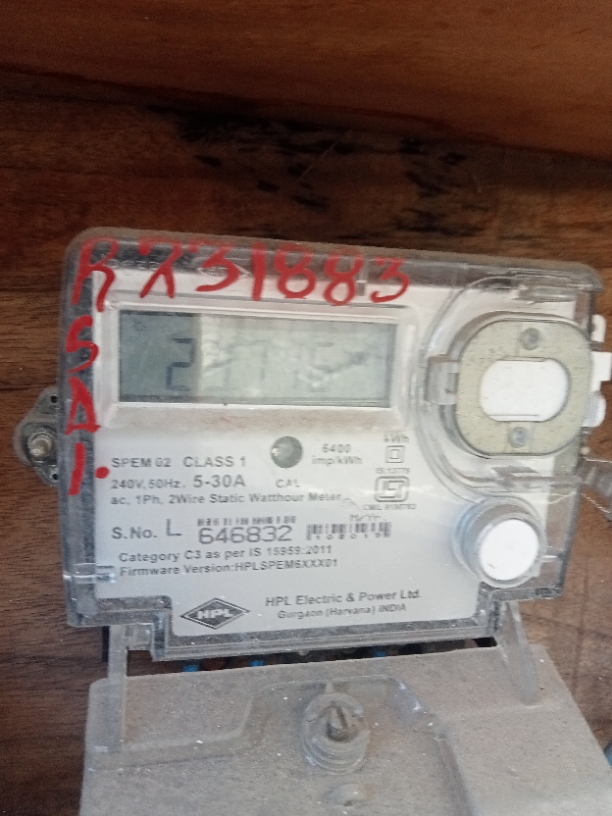 RX31883
SAI.
SPEM 02 CLASS 1
6400
imp/kWh
kWh
240V, 50Hz, 5-30A
CAL
ac, 1Ph, 2Wire Static Watthour Meter
S.No. L 646832
Category C3 as per IS 15959:2011
Firmware Version:HPLSPEM6XXX01
HPL
HPL Electric & Power Ltd.
Gurgaon (Haryana) INDIA